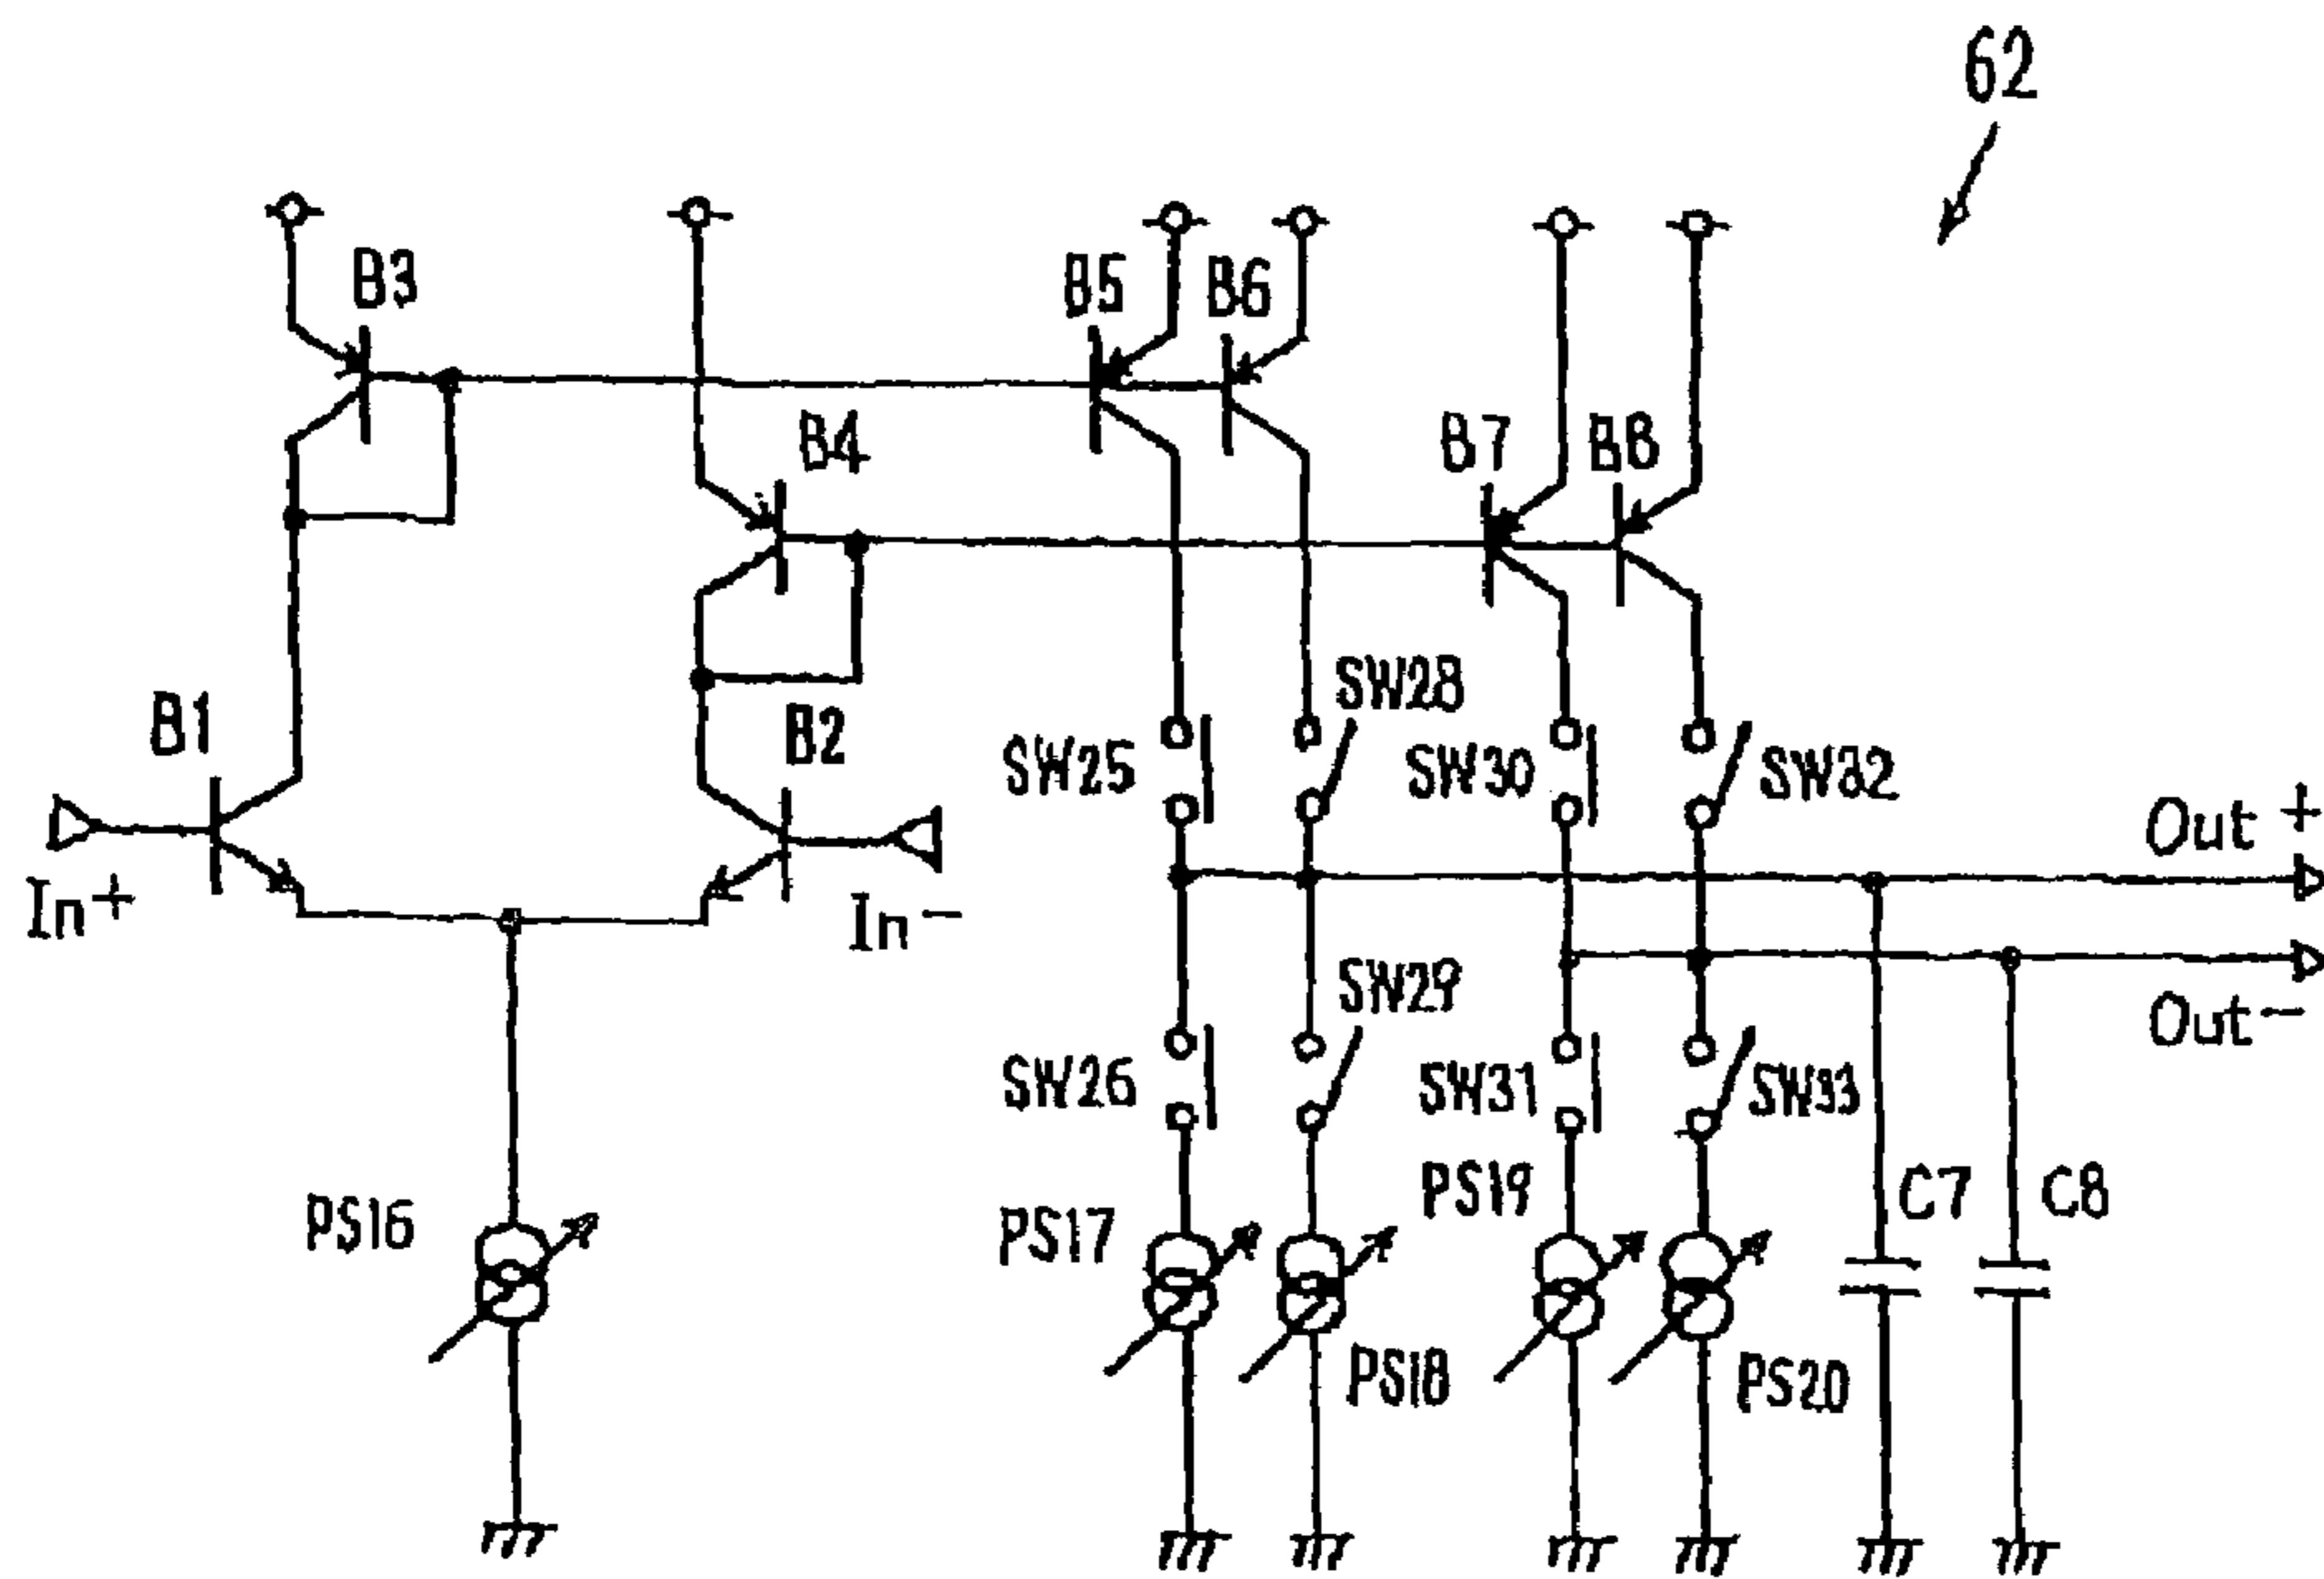 62
B3
B5
B6
B4
B7
B8
SW28
B1
B2
SW25
SW30
SW32
Out +
In+
In-
SW29
Out-
SW26
SW31
SW33
PS16
PS17
PS19
C7
C8
PS18
PS20